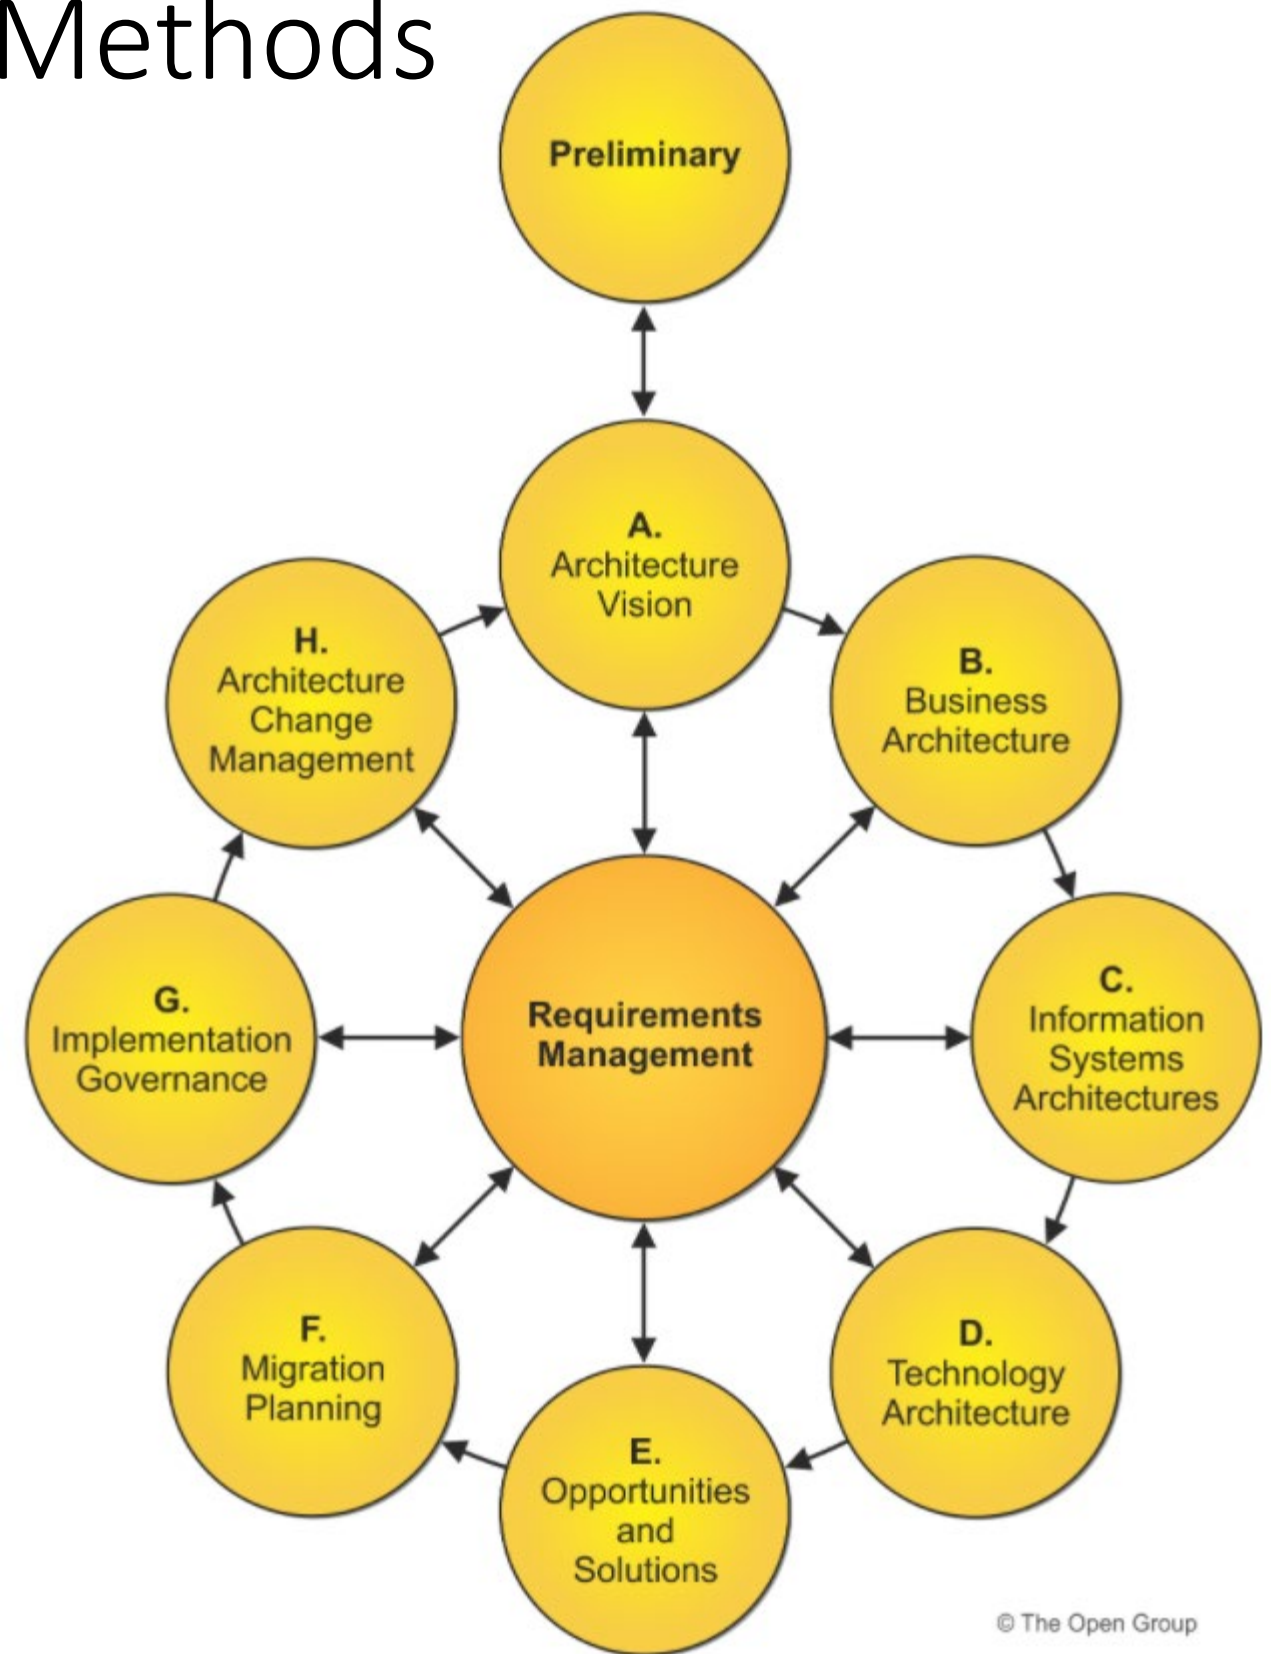 Methods
Preliminary
A.
Architecture
Vision
B.
Business
Architecture
C.
Information
Systems
Architectures
D.
Technology
Architecture
E.
Opportunities
and
Solutions
F.
Migration
Planning
G.
Implementation
Governance
H.
Architecture
Change
Management
Requirements
Management
© The Open Group